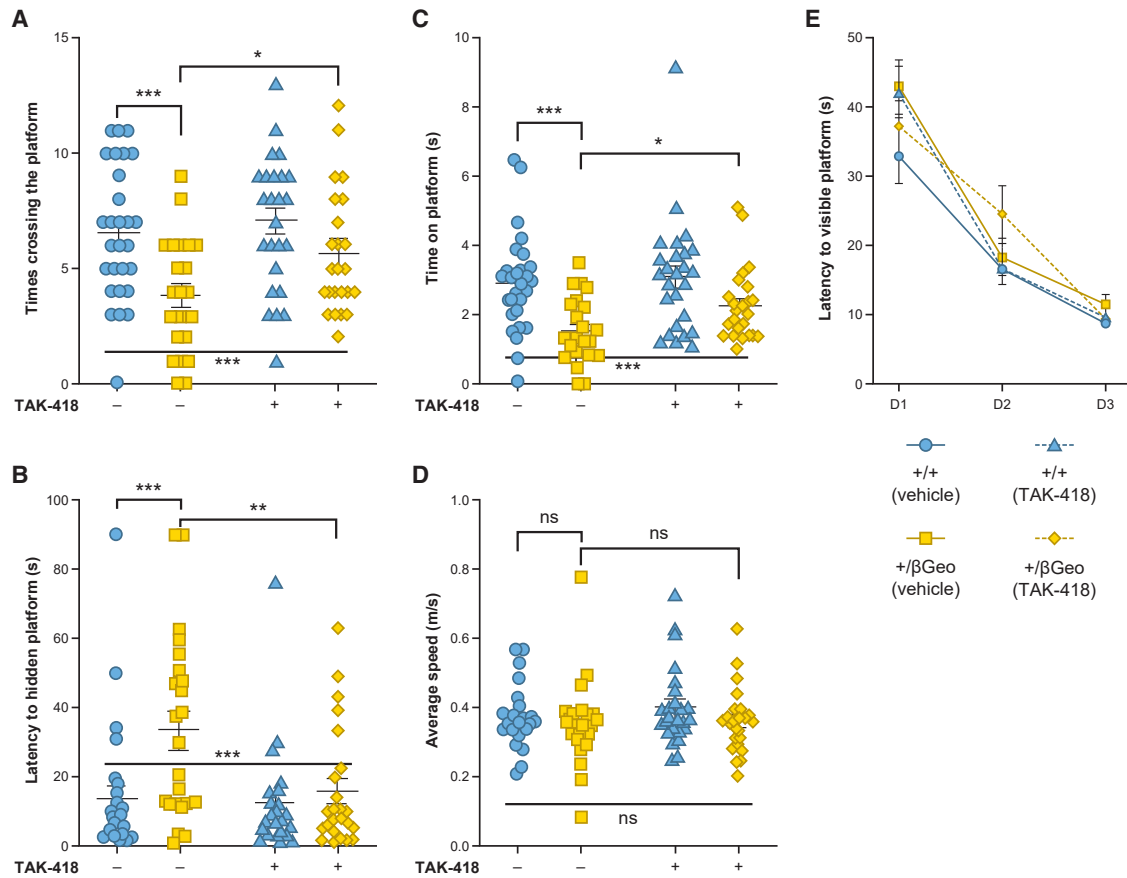 A
Times crossing the platform
15
10
5
0
***
*
***
TAK-418 – – + +
B
Latency to hidden platform (s)
100
80
60
40
20
0
***
**
***
TAK-418 – – + +
C
Time on platform (s)
10
8
6
4
2
0
***
*
***
TAK-418 – – + +
D
Average speed (m/s)
1.0
0.8
0.6
0.4
0.2
0.0
ns
ns
ns
TAK-418 – – + +
E
Latency to visible platform (s)
50
40
30
20
10
0
D1 D2 D3
+/+
(vehicle)
+/+
(TAK-418)
+/βGeo
(vehicle)
+/βGeo
(TAK-418)